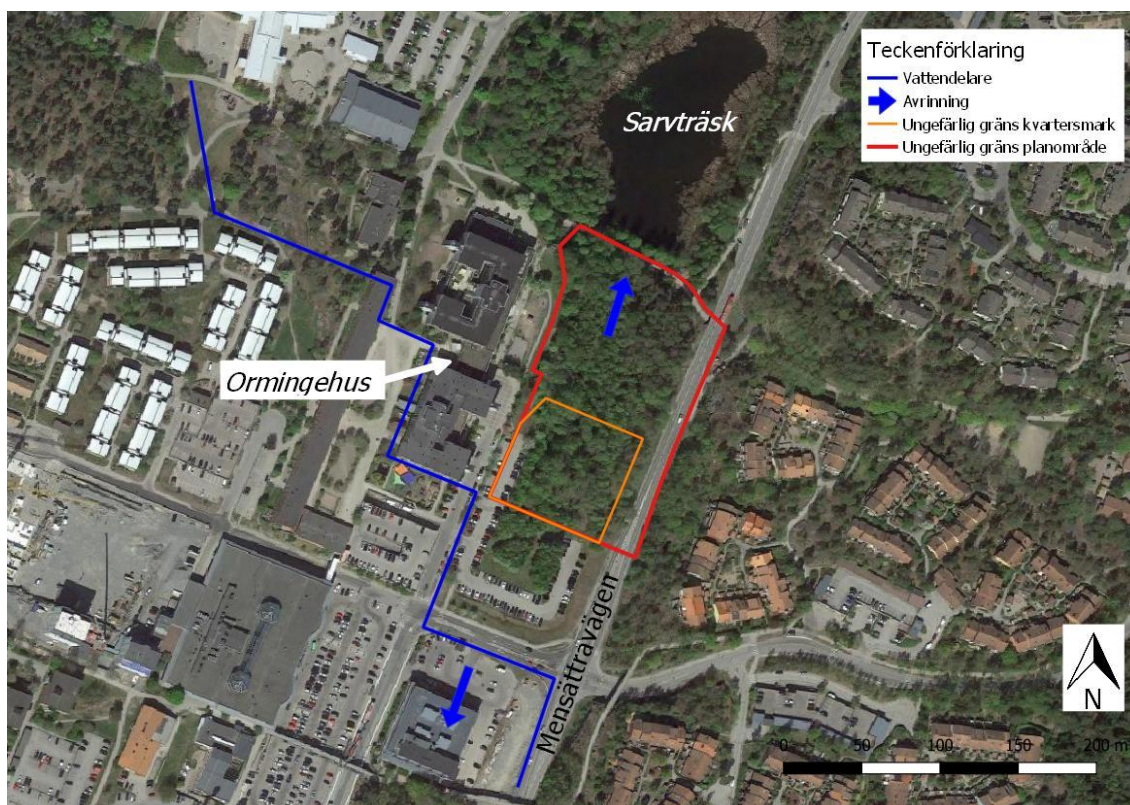 Teckenförklaring
Vattendelare
Avrinning
Ungefärlig gräns kvartersmark
Ungefärlig gräns planområde
Sarvträsk
Ormingehus
Mensättravägen
N
0 50 100 150 200 m